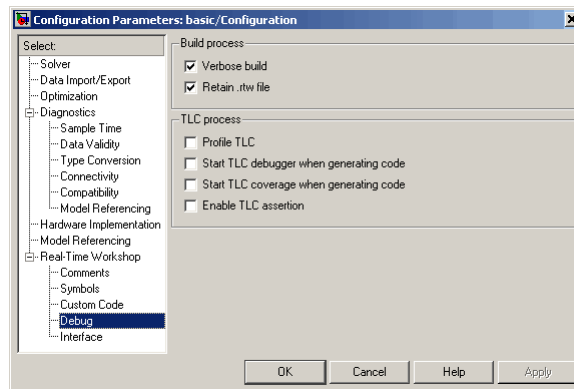 Configuration Parameters: basic/Configuration
Select:
Solver
Data Import/Export
Optimization
Diagnostics
Sample Time
Data Validity
Type Conversion
Connectivity
Compatibility
Model Referencing
Hardware Implementation
Model Referencing
Real-Time Workshop
Comments
Symbols
Custom Code
Debug
Interface
Build process
Verbose build
Retain .rtw file
TLC process
Profile TLC
Start TLC debugger when generating code
Start TLC coverage when generating code
Enable TLC assertion
OK Cancel Help Apply